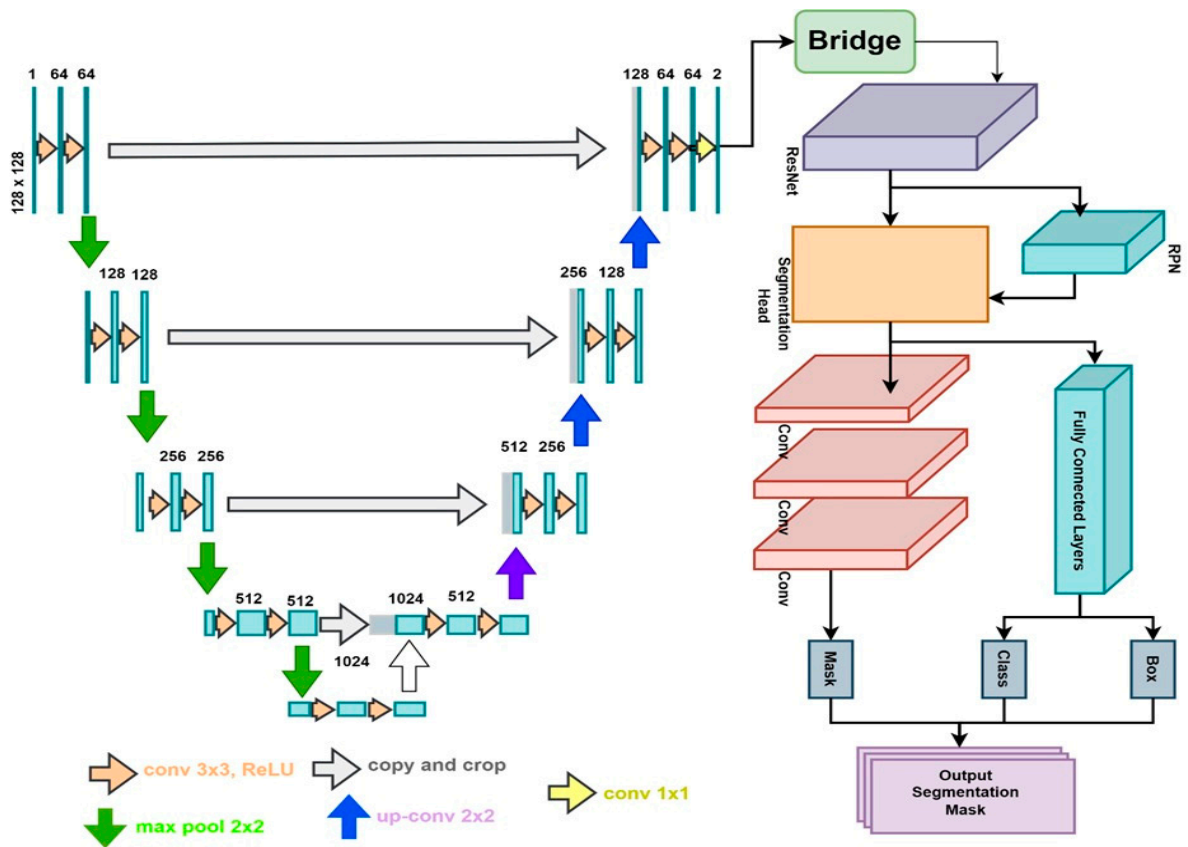 Bridge
1 64 64
128 64 64 2
128 x 128
ResNet
RPN
Segmentation
Head
128 128
256 128
256 256
512 256
512 512
1024 512
1024
Conv
Conv
Conv
Fully Connected Layers
Mask
Class
Box
Output
Segmentation
Mask
conv 3x3, ReLU
copy and crop
conv 1x1
max pool 2x2
up-conv 2x2